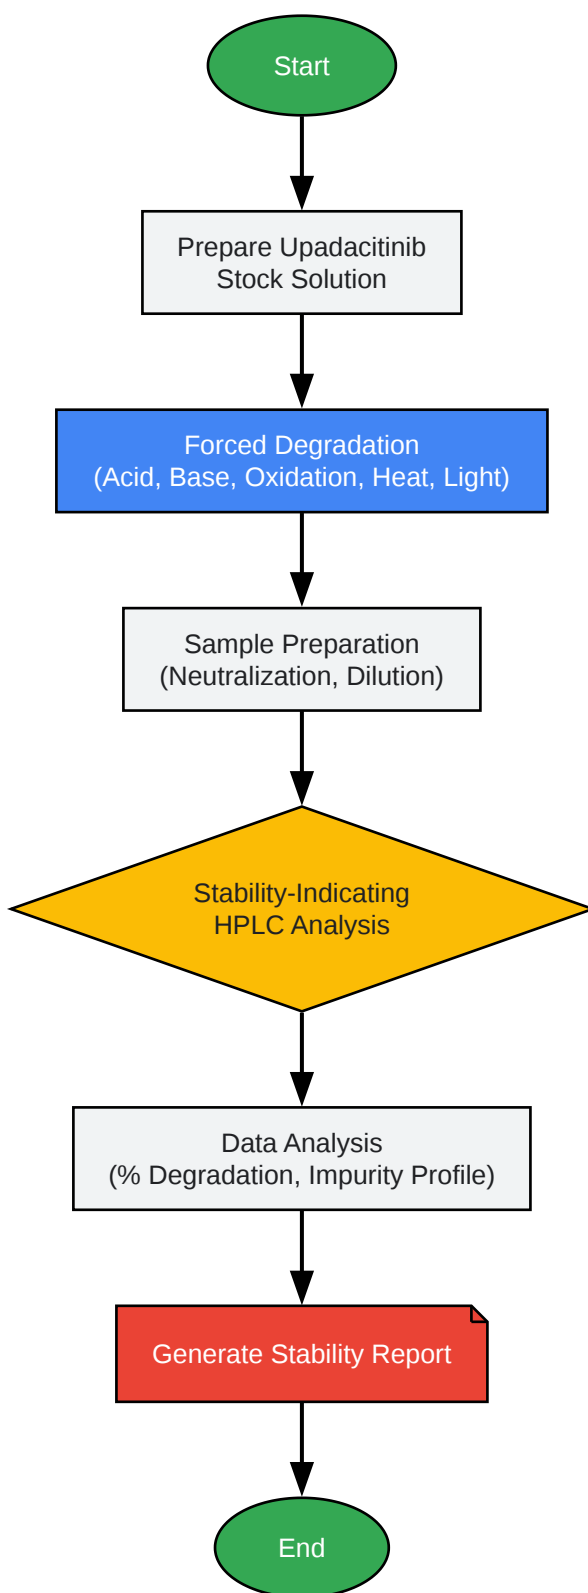 Start
Prepare Upadacitinib
Stock Solution
Forced Degradation
(Acid, Base, Oxidation, Heat, Light)
Sample Preparation
(Neutralization, Dilution)
Stability-Indicating
HPLC Analysis
Data Analysis
(% Degradation, Impurity Profile)
Generate Stability Report
End